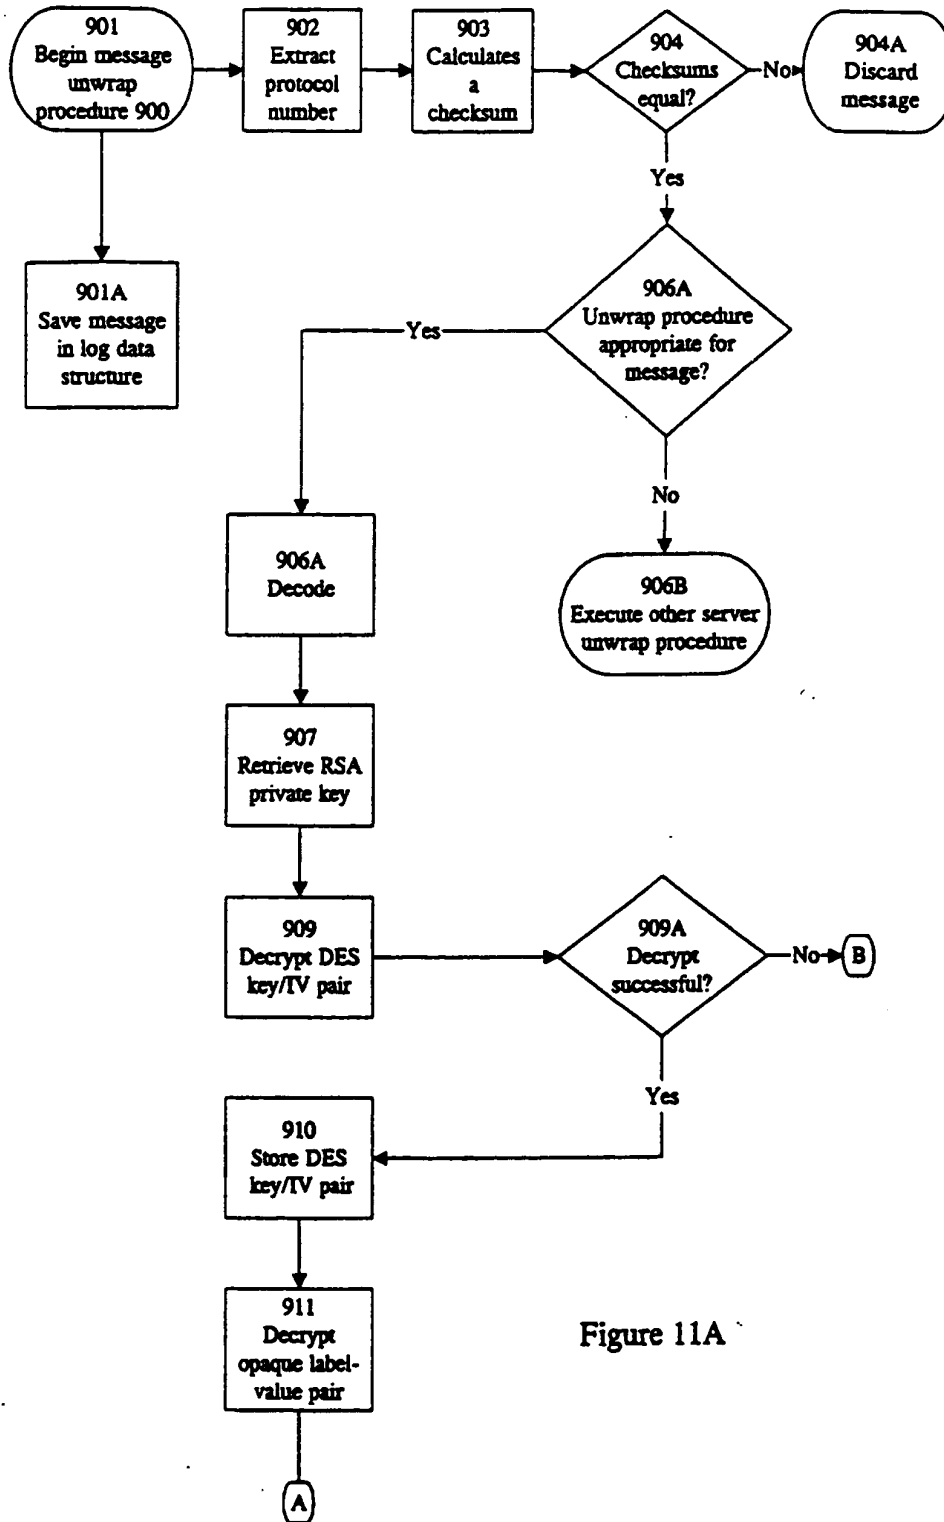 901
Begin message
unwrap
procedure 900
902
Extract
protocol
number
903
Calculates
a
checksum
904
Checksums
equal?
No
904A
Discard
message
Yes
901A
Save message
in log data
structure
906A
Unwrap procedure
appropriate for
message?
Yes
No
906A
Decode
906B
Execute other server
unwrap procedure
907
Retrieve RSA
private key
909
Decrypt DES
key/IV pair
909A
Decrypt
successful?
No
B
Yes
910
Store DES
key/IV pair
911
Decrypt
opaque label-
value pair
Figure 11A
A